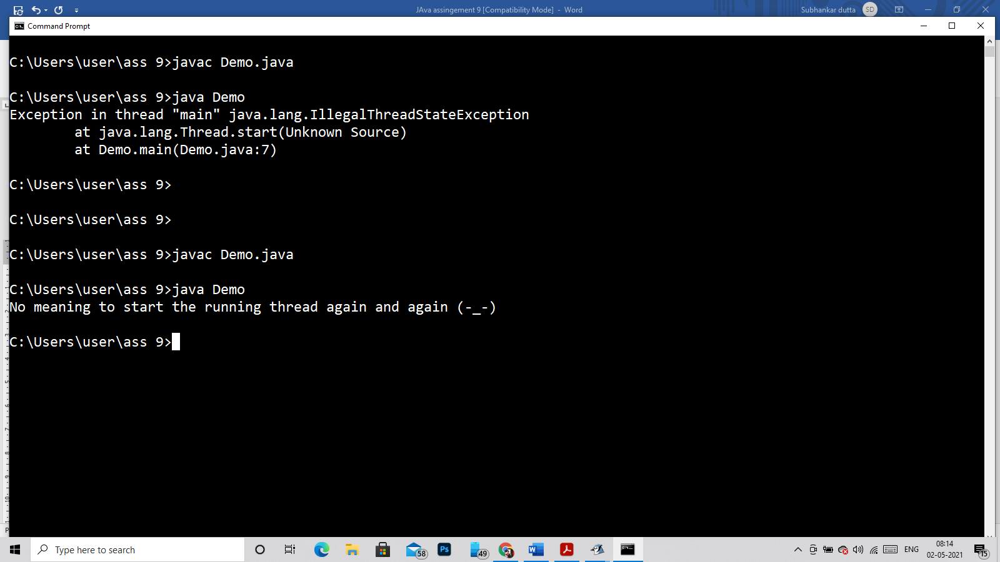 JAva assingement 9 [Compatibility Mode] - Word
Subhankar dutta
SD
Command Prompt
C:\Users\user\ass 9>javac Demo.java
C:\Users\user\ass 9>java Demo
Exception in thread "main" java.lang.IllegalThreadStateException
at java.lang.Thread.start(Unknown Source)
at Demo.main(Demo.java:7)
C:\Users\user\ass 9>
C:\Users\user\ass 9>
C:\Users\user\ass 9>javac Demo.java
C:\Users\user\ass 9>java Demo
No meaning to start the running thread again and again (-_-)
C:\Users\user\ass 9>
Type here to search
58
Ps
49
ENG
08:14
02-05-2021
15